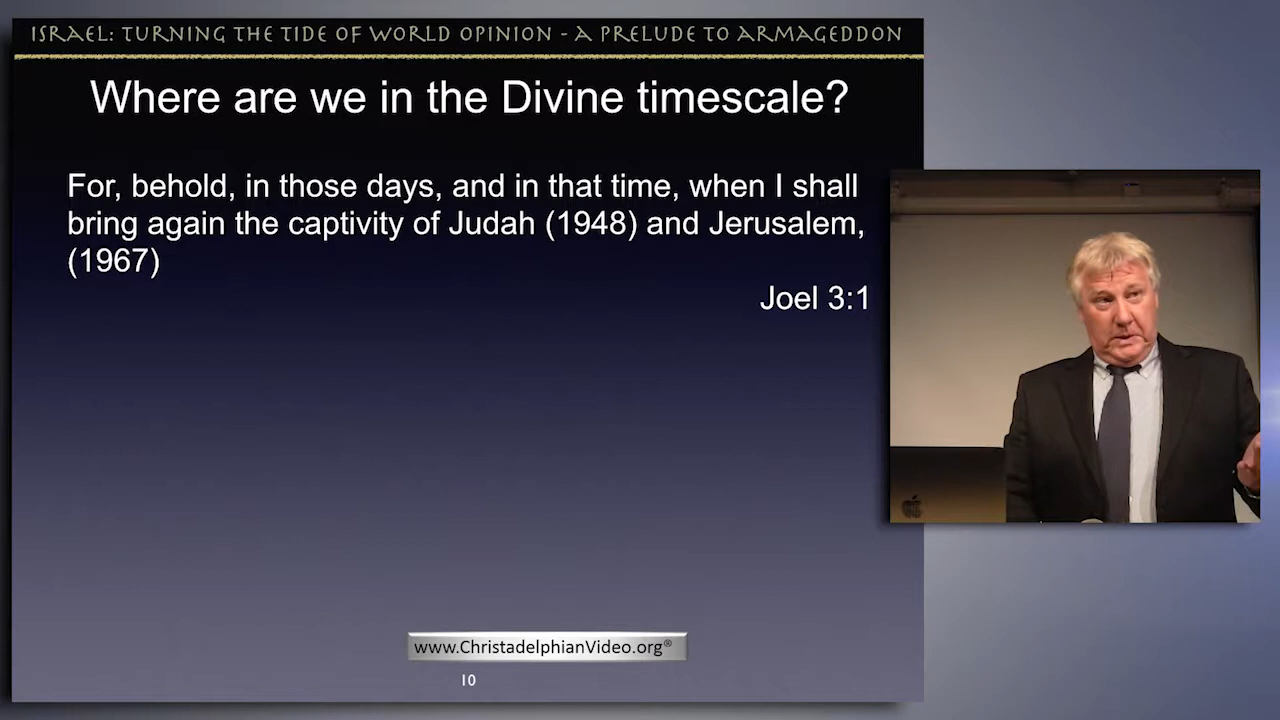 ISRAEL: TURNING THE TIDE OF WORLD OPINION - A PRELUDE TO ARMAGEDDON
Where are we in the Divine timescale?
For, behold, in those days, and in that time, when I shall
bring again the captivity of Judah (1948) and Jerusalem,
(1967)
Joel 3:1
www.ChristadelphianVideo.org®
10